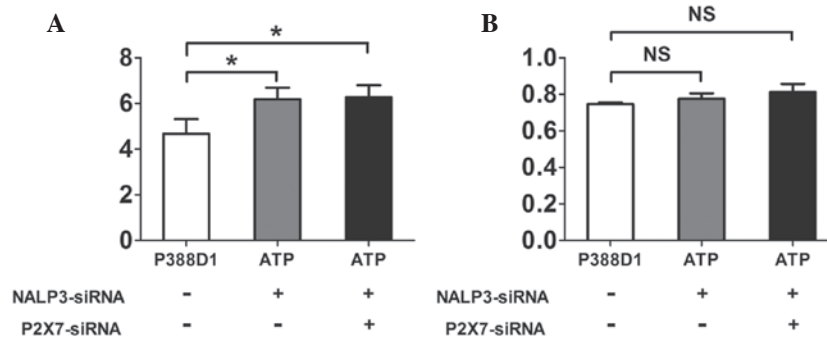 A
*
*
8
6
4
2
0
P388D1 ATP ATP
NALP3-siRNA - + +
P2X7-siRNA - - +
B
NS
NS
1.0
0.8
0.6
0.4
0.2
0.0
P388D1 ATP ATP
NALP3-siRNA - + +
P2X7-siRNA - - +